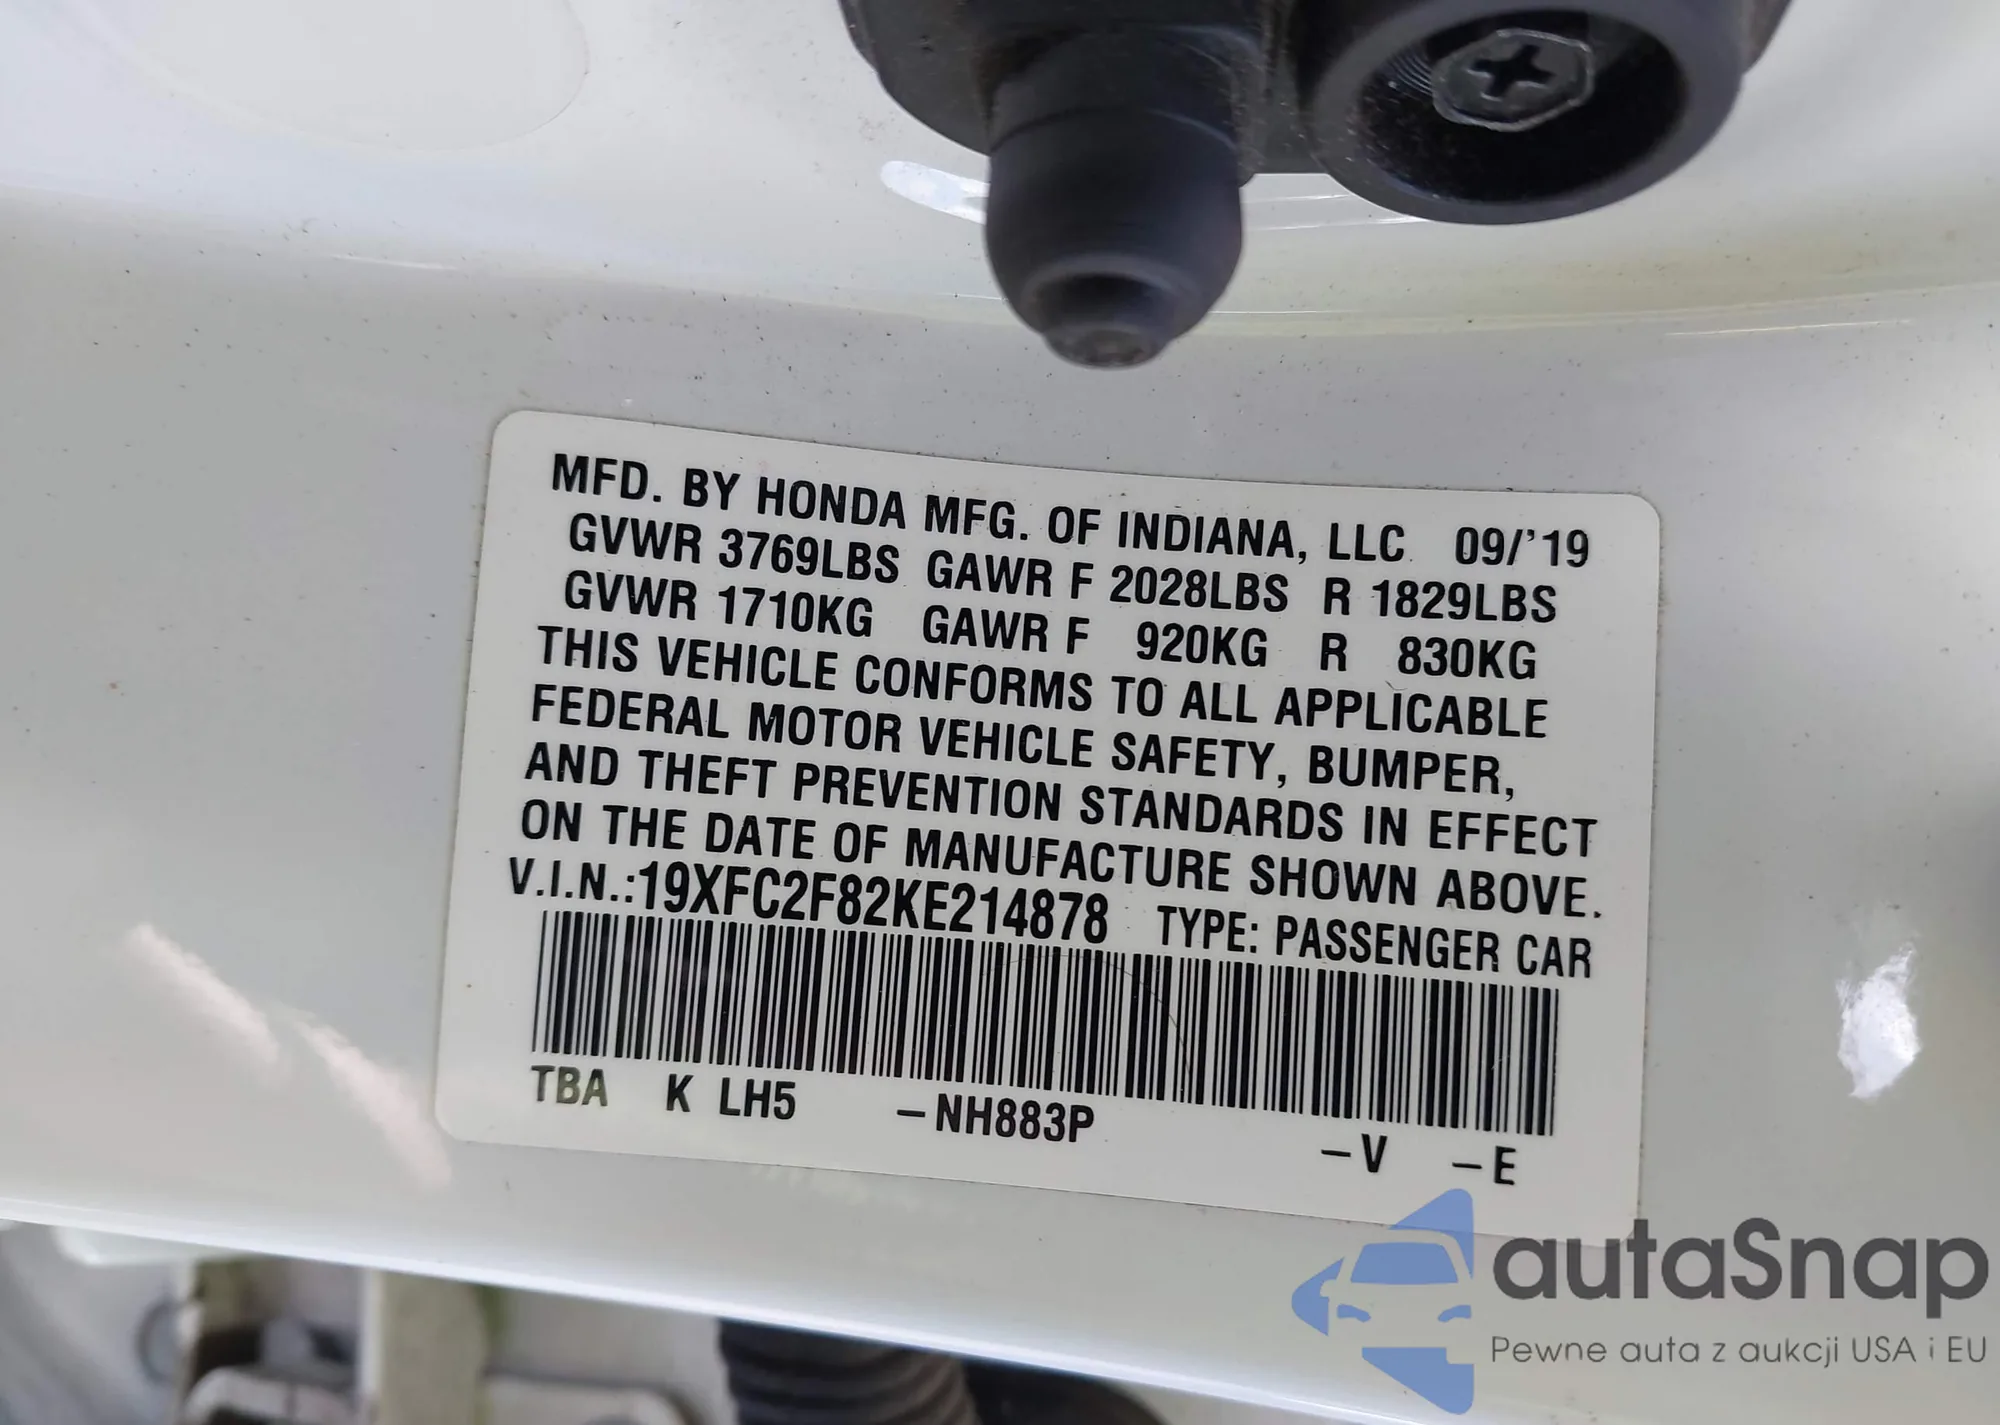 MFD. BY HONDA MFG. OF INDIANA, LLC 09/'19
GVWR 3769LBS GAWR F 2028LBS R 1829LBS
GVWR 1710KG GAWR F 920KG R 830KG
THIS VEHICLE CONFORMS TO ALL APPLICABLE
FEDERAL MOTOR VEHICLE SAFETY, BUMPER,
AND THEFT PREVENTION STANDARDS IN EFFECT
ON THE DATE OF MANUFACTURE SHOWN ABOVE.
V.I.N.:19XFC2F82KE214878 TYPE: PASSENGER CAR
TBA K LH5 –NH883P –V –E
autaSnap
Pewne auta z aukcji USA i EU